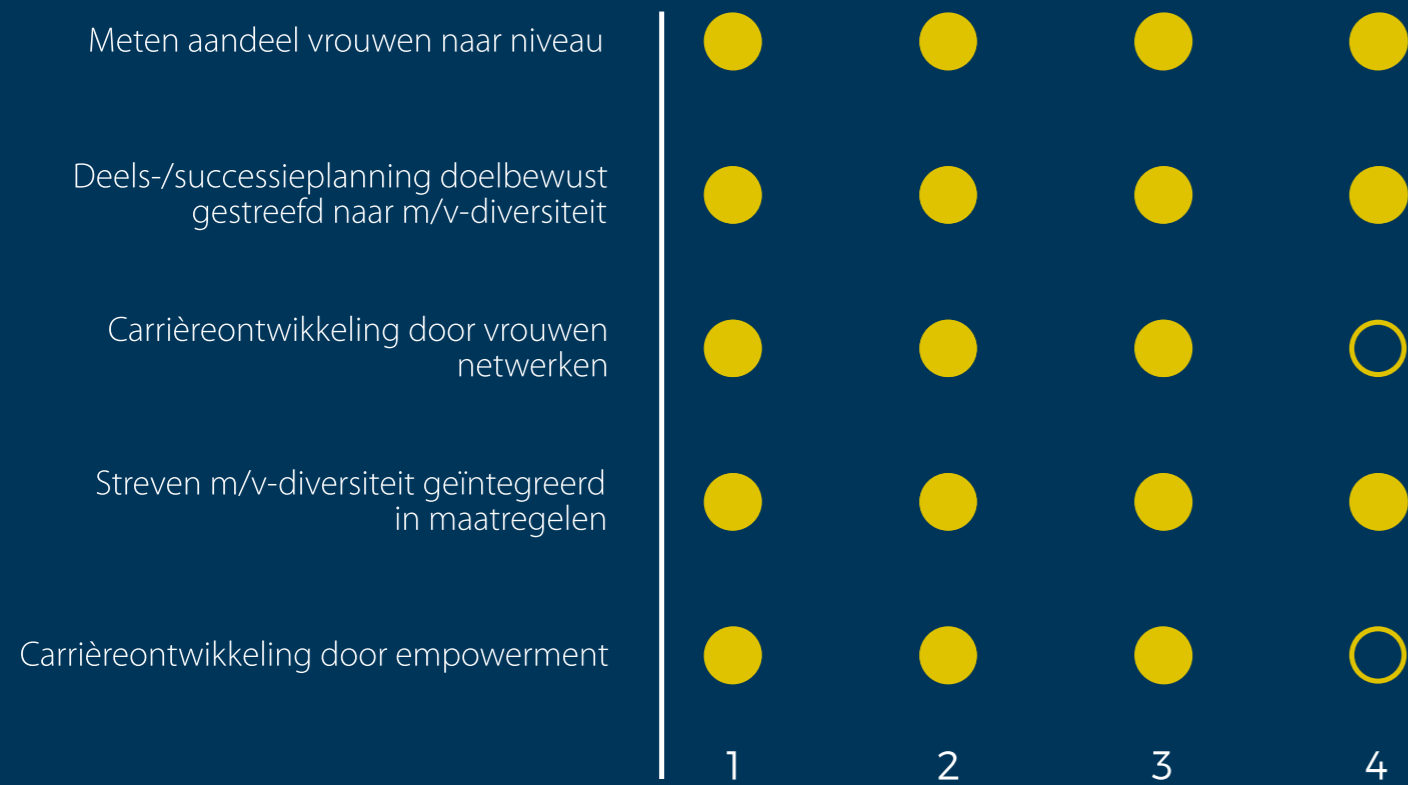 Meten aandeel vrouwen naar niveau
Deels-/successieplanning doelbewust
gestreefd naar m/v-diversiteit
Carrièreontwikkeling door vrouwen
netwerken
Streven m/v-diversiteit geïntegreerd
in maatregelen
Carrièreontwikkeling door empowerment
1 2 3 4